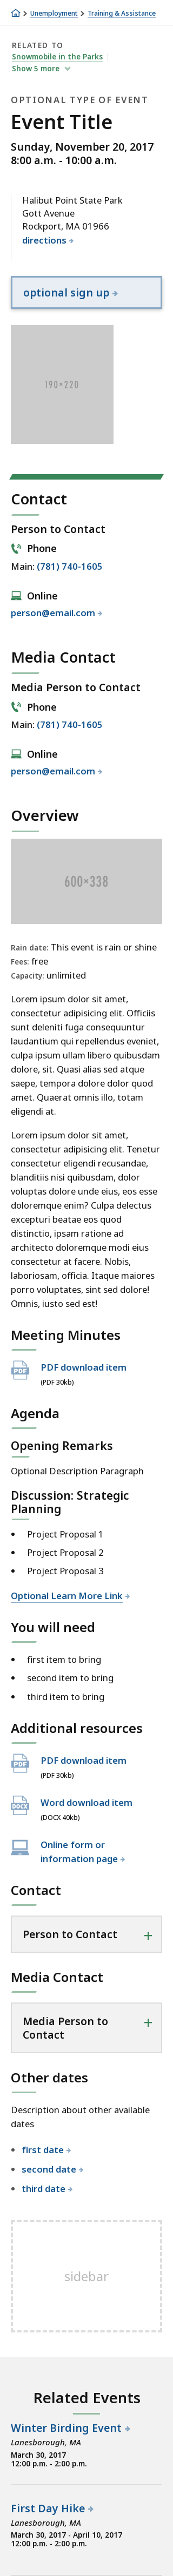 Unemployment > Training & Assistance
RELATED TO
Snowmobile in the Parks
Show 5 more
OPTIONAL TYPE OF EVENT
Event Title
Sunday, November 20, 2017
8:00 a.m. - 10:00 a.m.
Halibut Point State Park
Gott Avenue
Rockport, MA 01966
directions
optional sign up
190×220
Contact
Person to Contact
Phone
Main: (781) 740-1605
Online
person@email.com
Media Contact
Media Person to Contact
Phone
Main: (781) 740-1605
Online
person@email.com
Overview
600×338
Rain date: This event is rain or shine
Fees: free
Capacity: unlimited
Lorem ipsum dolor sit amet,
consectetur adipisicing elit. Officiis
sunt deleniti fuga consequuntur
laudantium qui repellendus eveniet,
culpa ipsum ullam libero quibusdam
dolore, sit. Quasi alias sed atque
saepe, tempora dolore dolor quod
amet. Quaerat omnis illo, totam
eligendi at.
Lorem ipsum dolor sit amet,
consectetur adipisicing elit. Tenetur
consequatur eligendi recusandae,
blanditiis nisi quibusdam, dolor
voluptates dolore unde eius, eos esse
doloremque enim? Culpa delectus
excepturi beatae eos quod
distinctio, ipsam ratione ad
architecto doloremque modi eius
consectetur at facere. Nobis,
laboriosam, officia. Itaque maiores
porro voluptates, sint sed dolore!
Omnis, iusto sed est!
Meeting Minutes
PDF
PDF download item
(PDF 30kb)
Agenda
Opening Remarks
Optional Description Paragraph
Discussion: Strategic
Planning
• Project Proposal 1
• Project Proposal 2
• Project Proposal 3
Optional Learn More Link
You will need
• first item to bring
• second item to bring
• third item to bring
Additional resources
PDF
PDF download item
(PDF 30kb)
DOCX
Word download item
(DOCX 40kb)
Online form or
information page
Contact
Person to Contact +
Media Contact
Media Person to +
Contact
Other dates
Description about other available
dates
• first date
• second date
• third date
sidebar
Related Events
Winter Birding Event
Lanesborough, MA
March 30, 2017
12:00 p.m. - 2:00 p.m.
First Day Hike
Lanesborough, MA
March 30, 2017 - April 10, 2017
12:00 p.m. - 2:00 p.m.